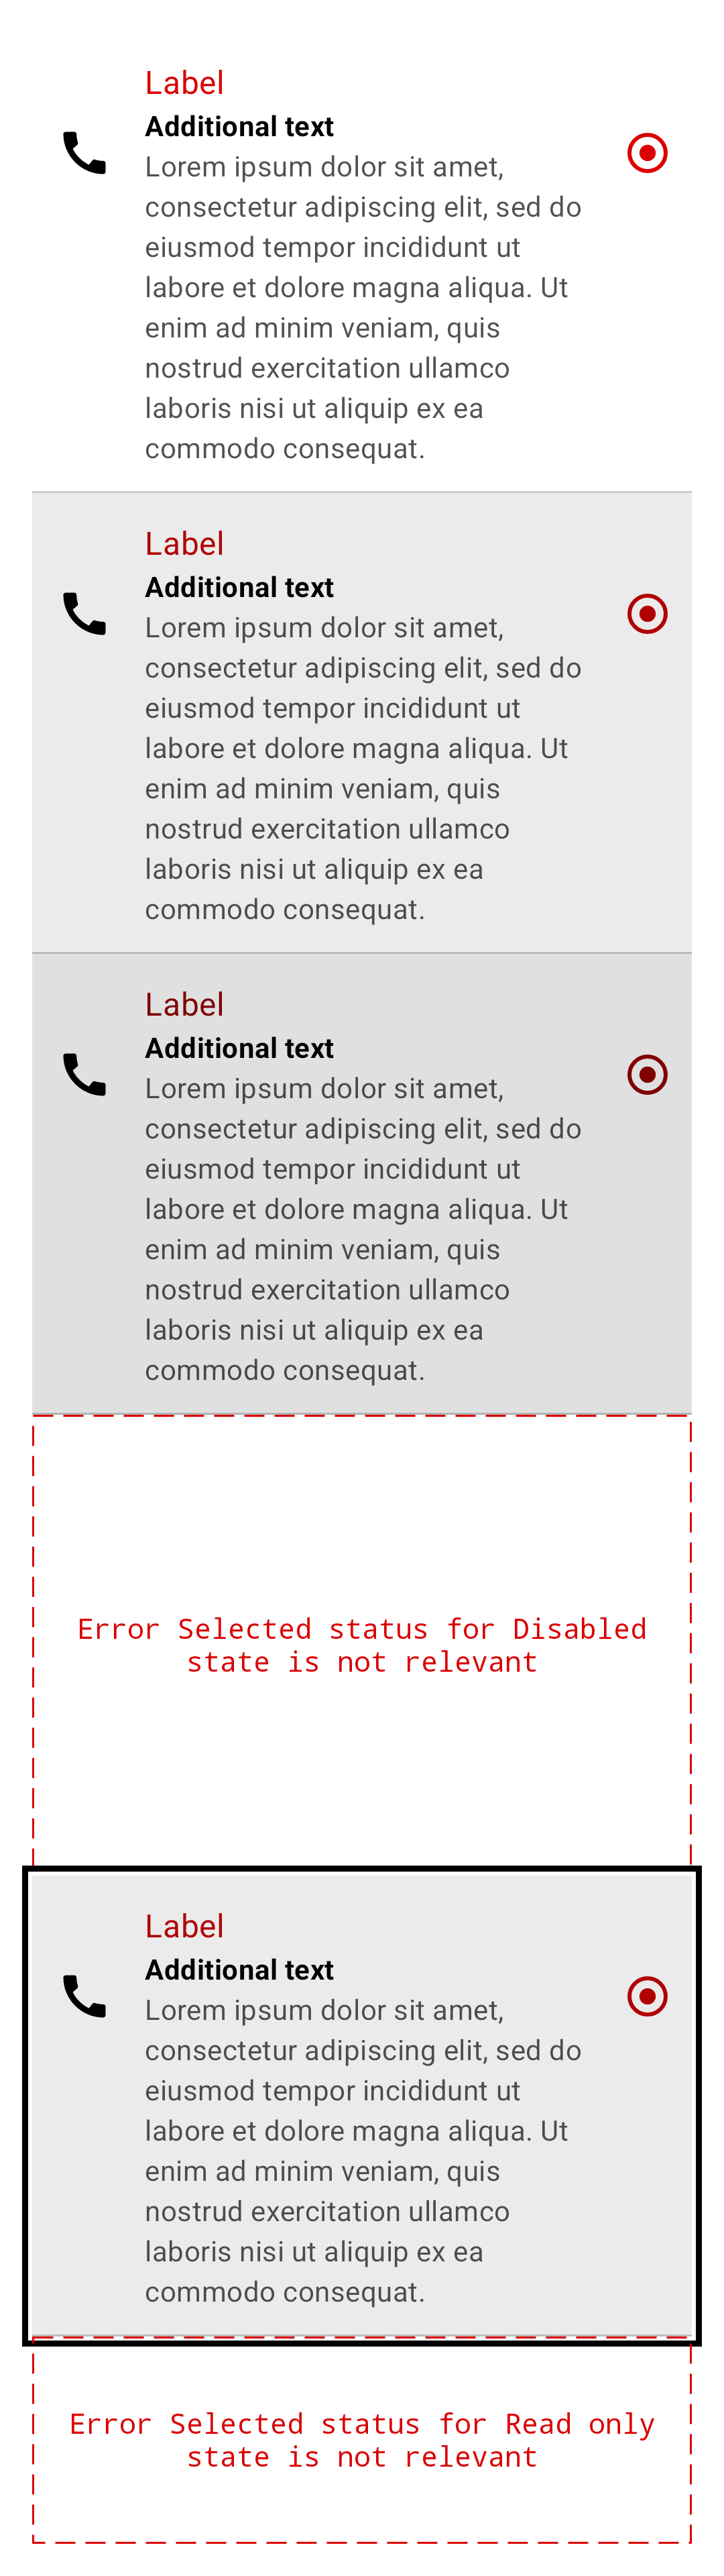 Label
Additional text
Lorem ipsum dolor sit amet,
consectetur adipiscing elit, sed do
eiusmod tempor incididunt ut
labore et dolore magna aliqua. Ut
enim ad minim veniam, quis
nostrud exercitation ullamco
laboris nisi ut aliquip ex ea
commodo consequat.
Label
Additional text
Lorem ipsum dolor sit amet,
consectetur adipiscing elit, sed do
eiusmod tempor incididunt ut
labore et dolore magna aliqua. Ut
enim ad minim veniam, quis
nostrud exercitation ullamco
laboris nisi ut aliquip ex ea
commodo consequat.
Label
Additional text
Lorem ipsum dolor sit amet,
consectetur adipiscing elit, sed do
eiusmod tempor incididunt ut
labore et dolore magna aliqua. Ut
enim ad minim veniam, quis
nostrud exercitation ullamco
laboris nisi ut aliquip ex ea
commodo consequat.
Error Selected status for Disabled
state is not relevant
Label
Additional text
Lorem ipsum dolor sit amet,
consectetur adipiscing elit, sed do
eiusmod tempor incididunt ut
labore et dolore magna aliqua. Ut
enim ad minim veniam, quis
nostrud exercitation ullamco
laboris nisi ut aliquip ex ea
commodo consequat.
Error Selected status for Read only
state is not relevant